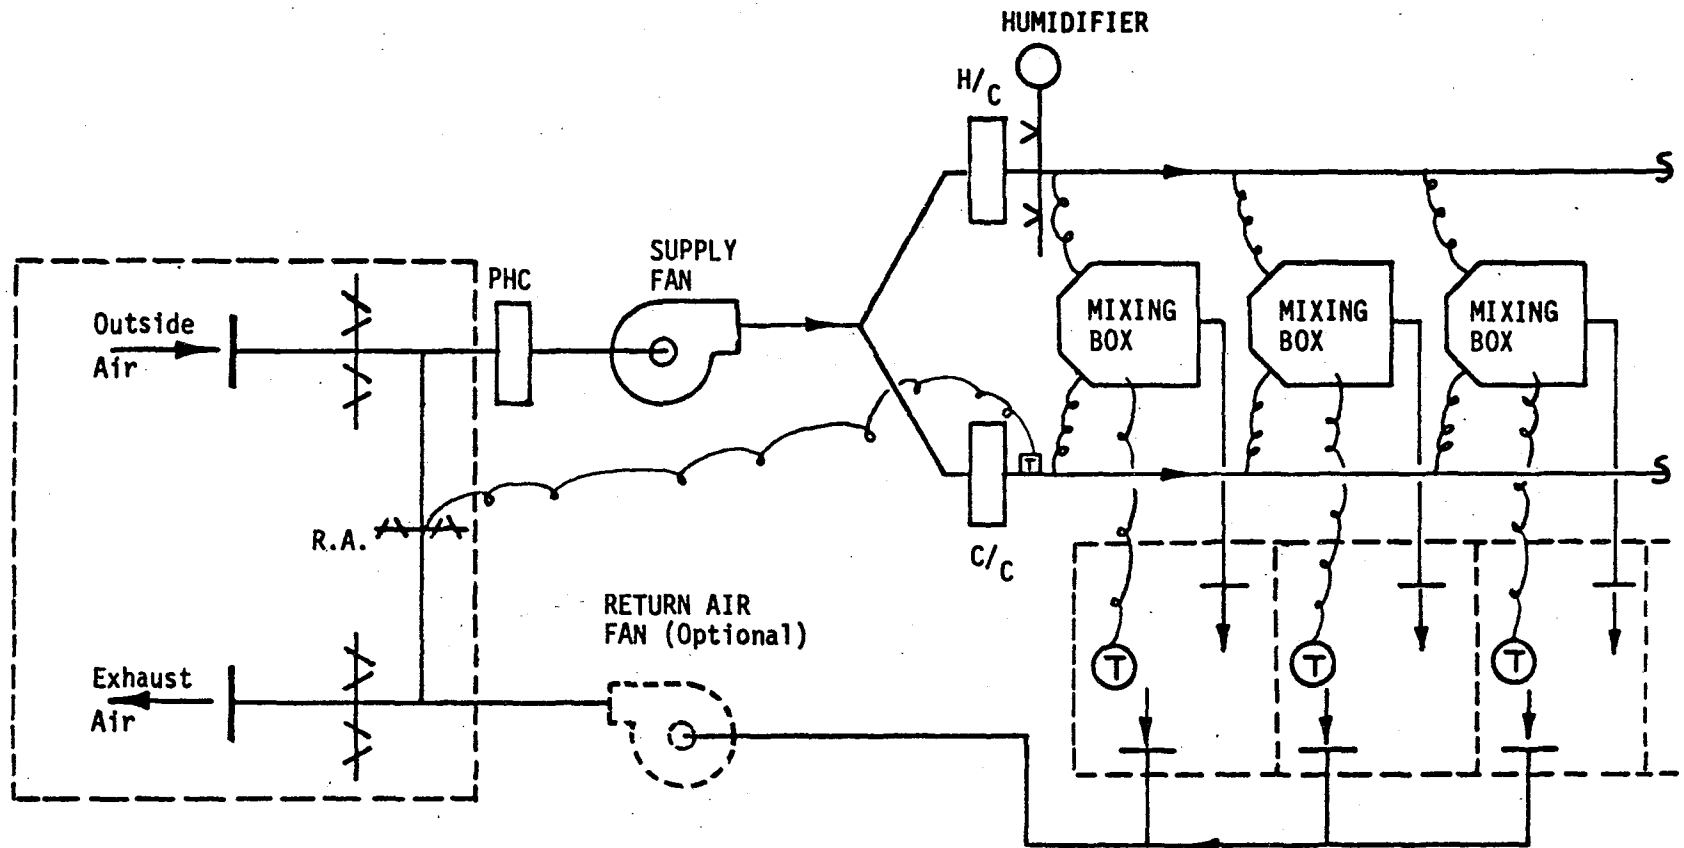 HUMIDIFIER
H/C
SUPPLY
FAN
PHC
Outside
Air
MIXING
BOX
MIXING
BOX
MIXING
BOX
T
R.A.
C/C
RETURN AIR
FAN (Optional)
T
T
T
Exhaust
Air
S
S